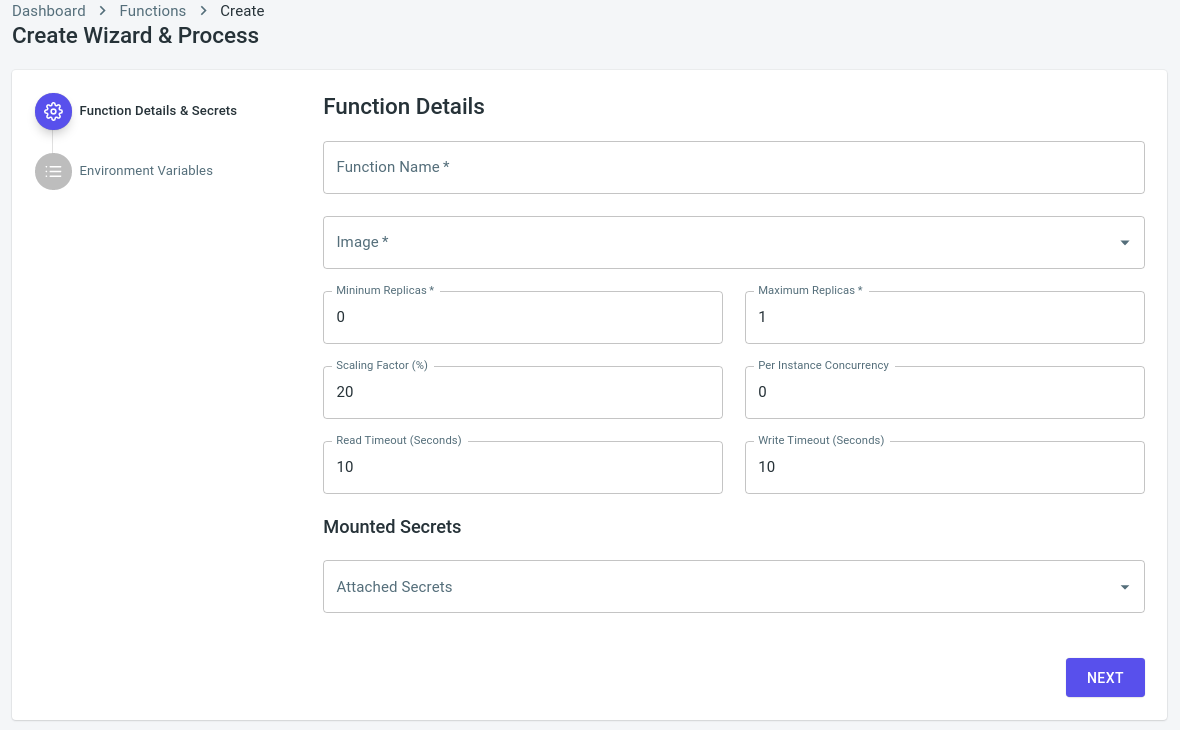 Dashboard > Functions > Create
Create Wizard & Process
Function Details & Secrets
Environment Variables
Function Details
Function Name *
Image *
Mininum Replicas *
0
Maximum Replicas *
1
Scaling Factor (%)
20
Per Instance Concurrency
0
Read Timeout (Seconds)
10
Write Timeout (Seconds)
10
Mounted Secrets
Attached Secrets
NEXT